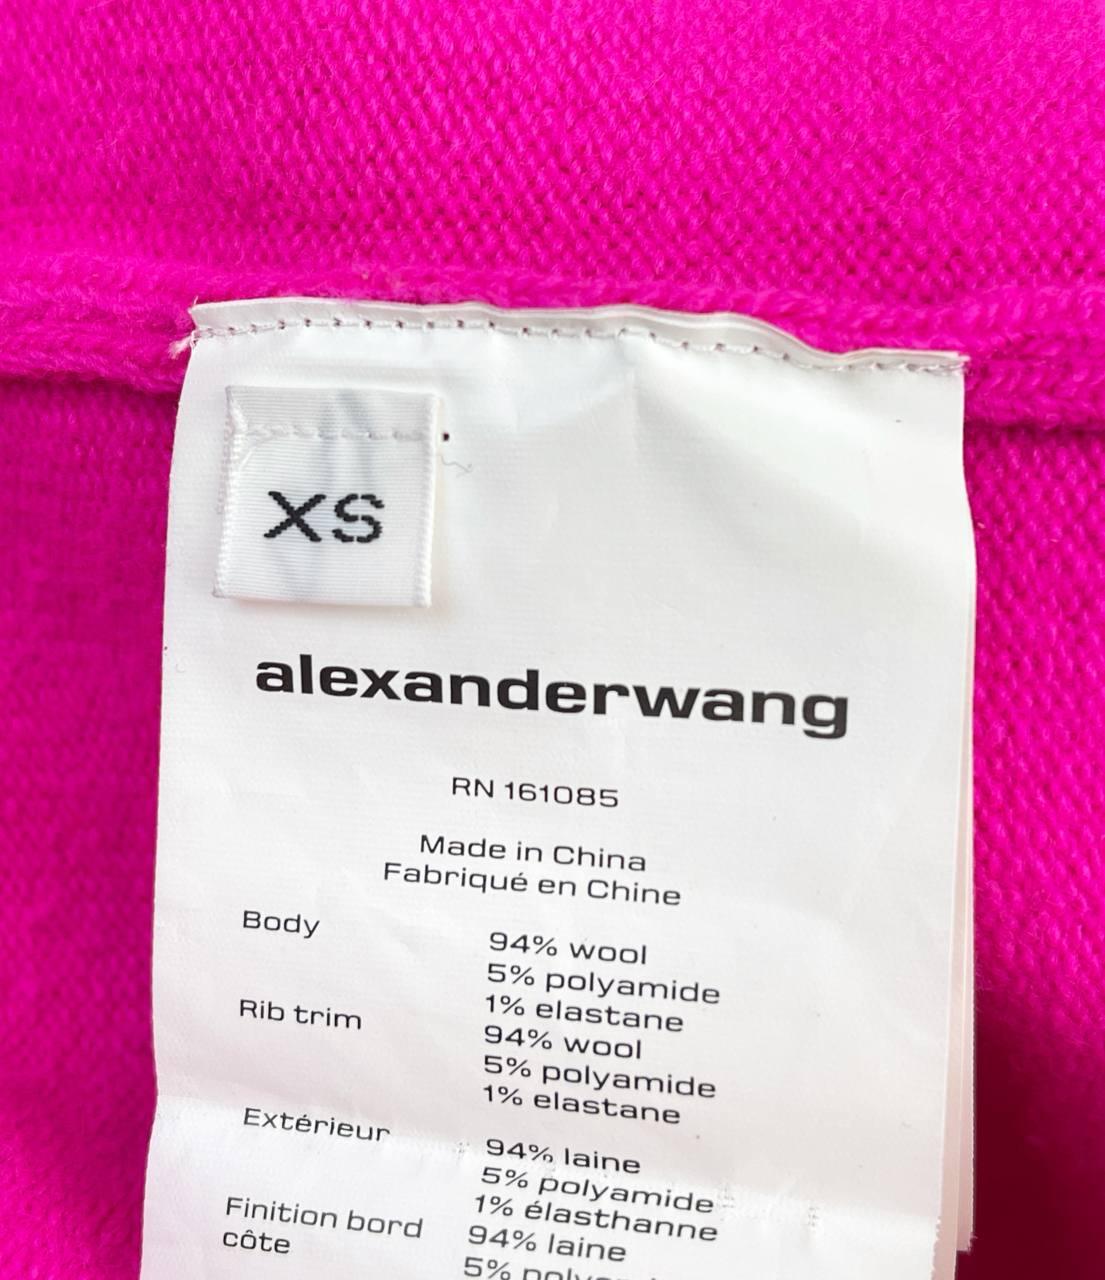 XS
alexanderwang
RN 161085
Made in China
Fabriqué en Chine
Body
94% wool
5% polyamide
1% elastane
Rib trim
94% wool
5% polyamide
1% elastane
Extérieur
94% laine
5% polyamide
1% élasthanne
Finition bord
côte
94% laine
5%